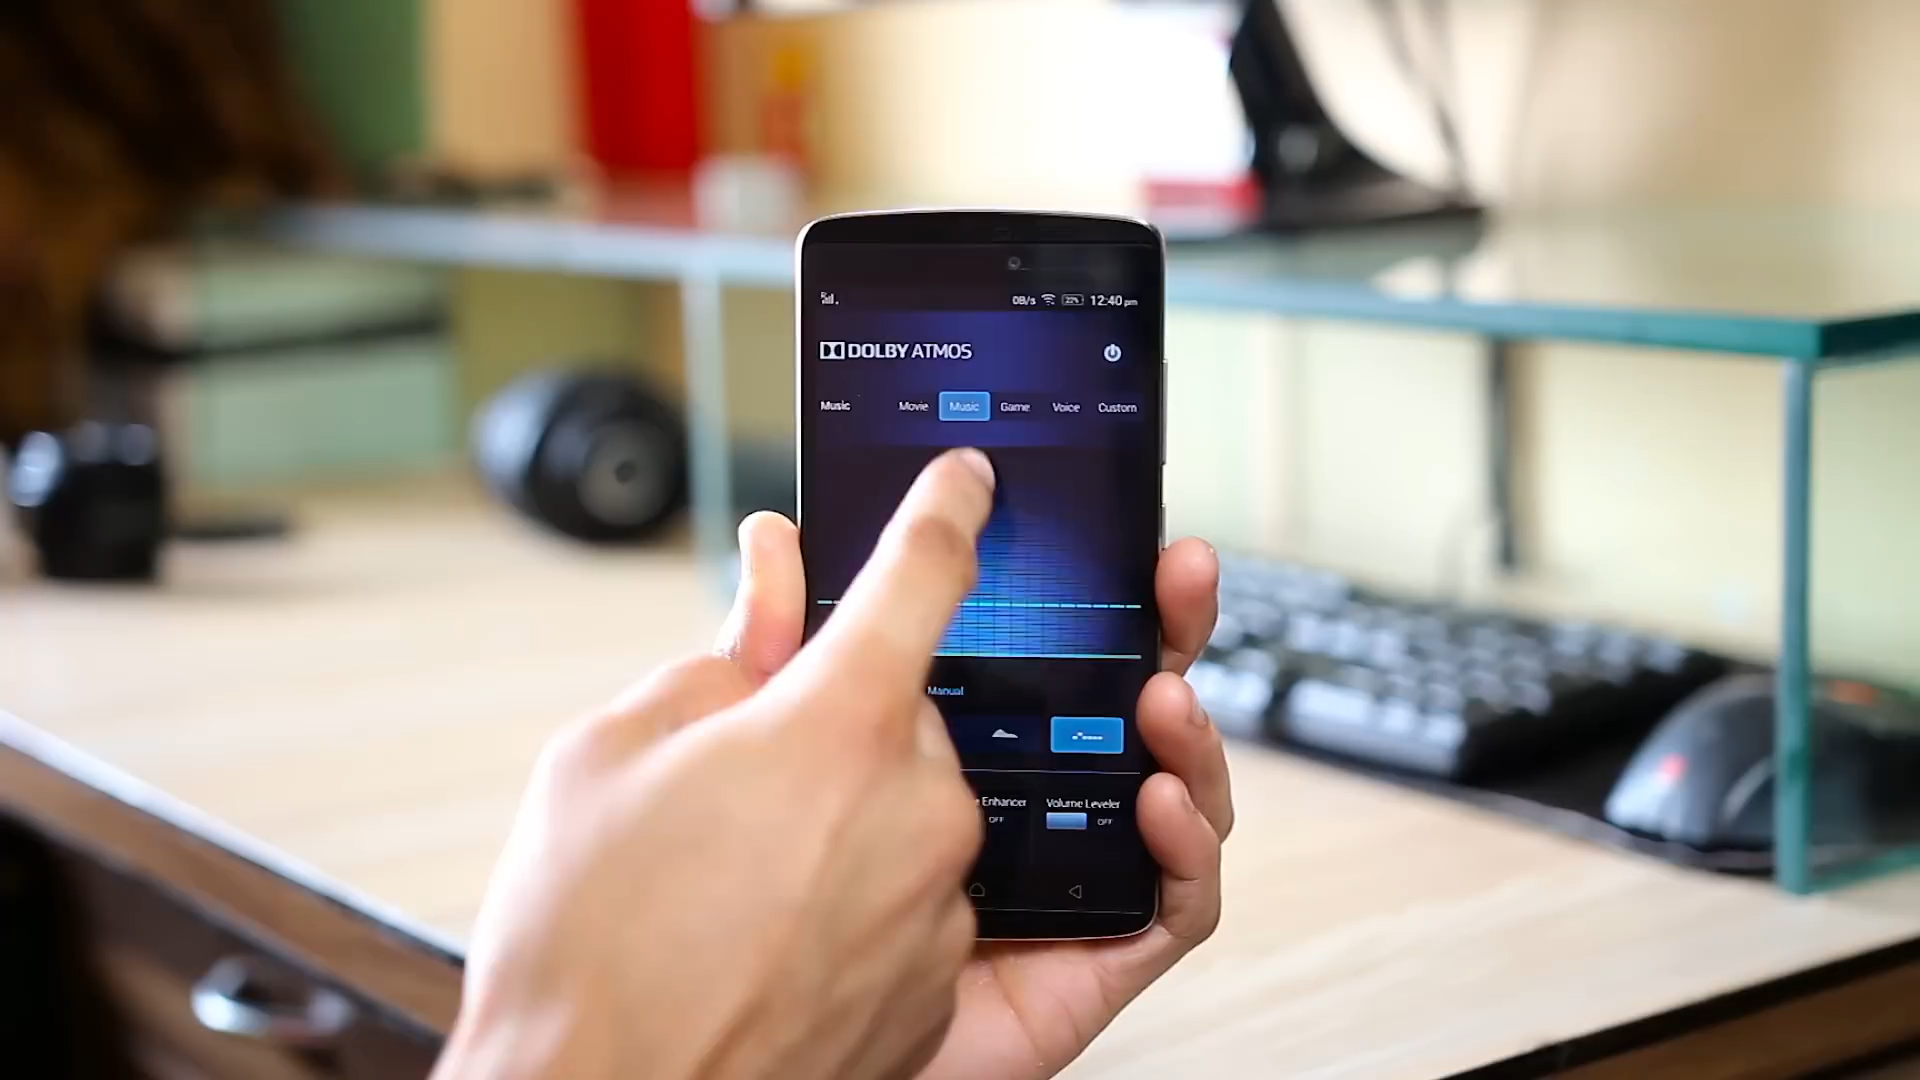 0B/s 22% 12:40 pm
DOLBY ATMOS
Music Movie Music Game Voice Custom
Manual
Enhancer Volume Leveler
OFF OFF